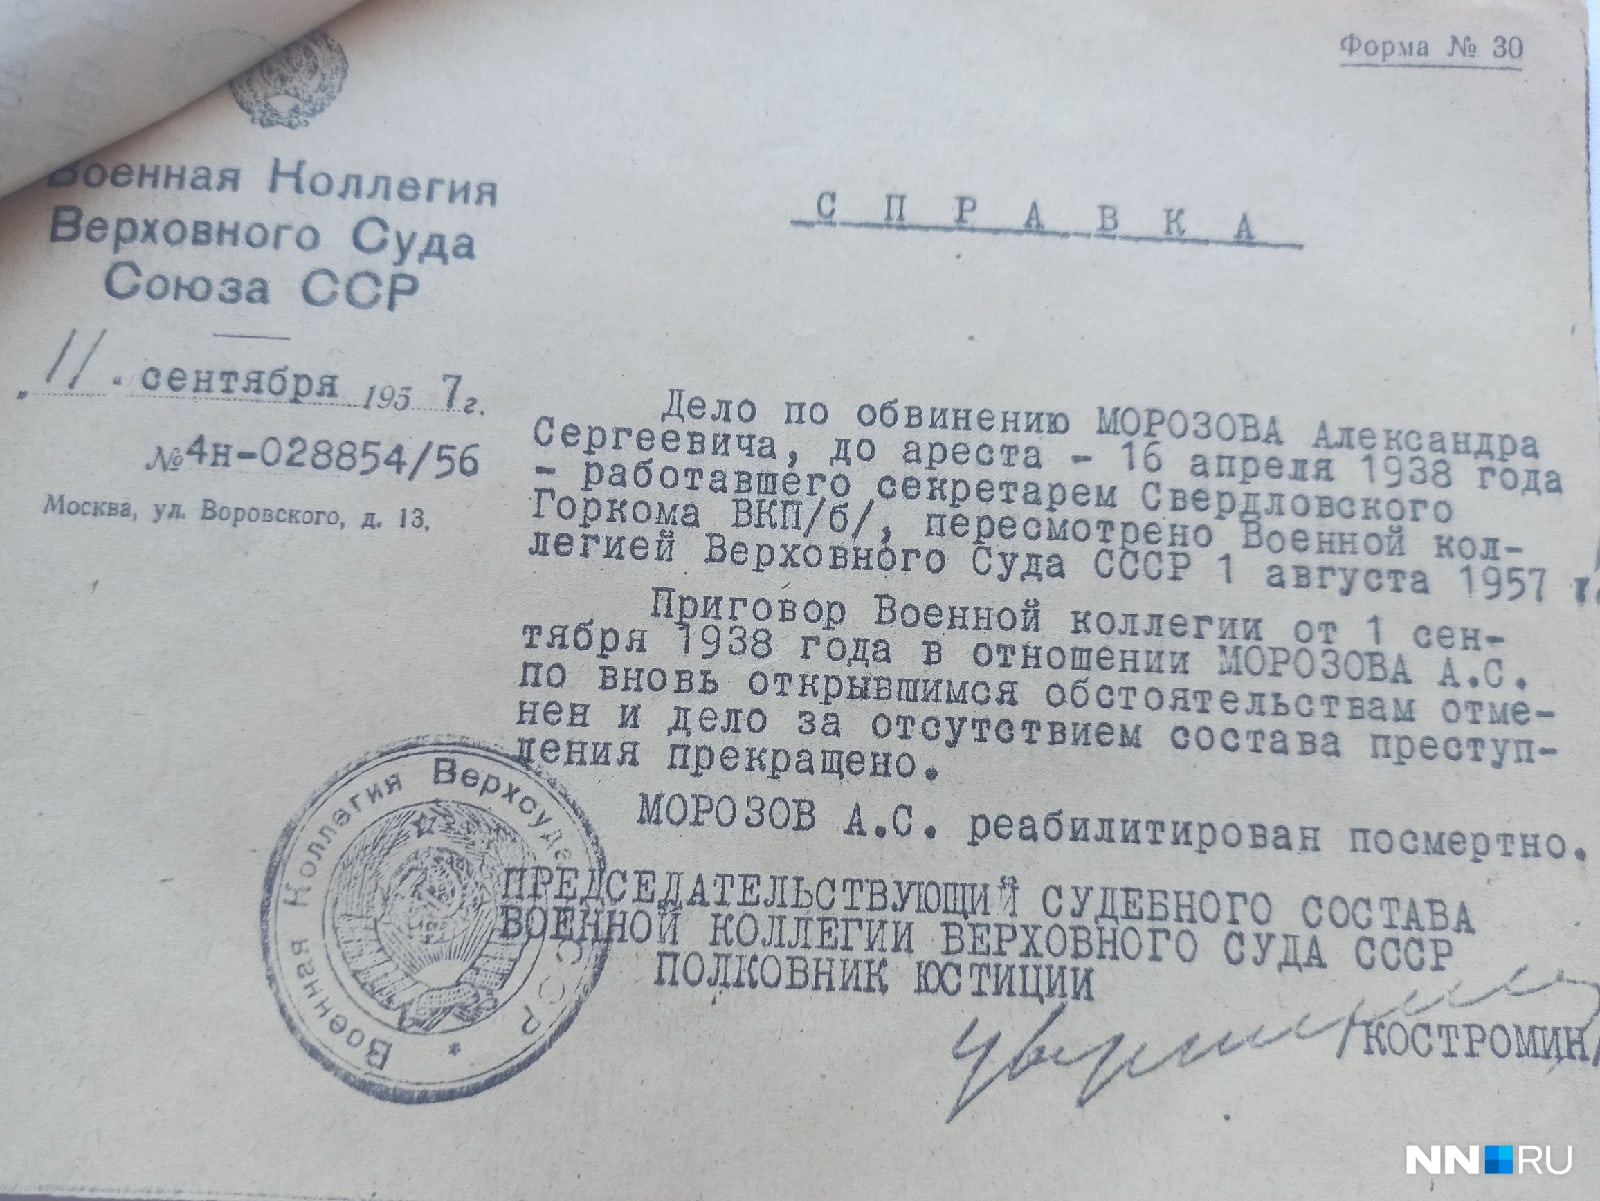 Форма № 30
Военная Коллегия
Верховного Суда
Союза ССР
С П Р А В К А
„11" сентября 1957г.
№4н-028854/56
Москва, ул. Воровского, д. 13.
Дело по обвинению МОРОЗОВА Александра
Сергеевича, до ареста - 16 апреля 1938 года
- работавшего секретарем Свердловского
Горкома ВКП/б/, пересмотрено Военной кол-
легией Верховного Суда СССР 1 августа 1957 г.
Приговор Военной коллегии от 1 сен-
тября 1938 года в отношении МОРОЗОВА А.С.
по вновь открывшимся обстоятельствам отме-
нен и дело за отсутствием состава преступ-
ления прекращено.
МОРОЗОВ А.С. реабилитирован посмертно.
ПРЕДСЕДАТЕЛЬСТВУЮЩИЙ СУДЕБНОГО СОСТАВА
ВОЕННОЙ КОЛЛЕГИИ ВЕРХОВНОГО СУДА СССР
ПОЛКОВНИК ЮСТИЦИИ
/КОСТРОМИН/
Военная Коллегия Верхсуда СССР *
NN RU